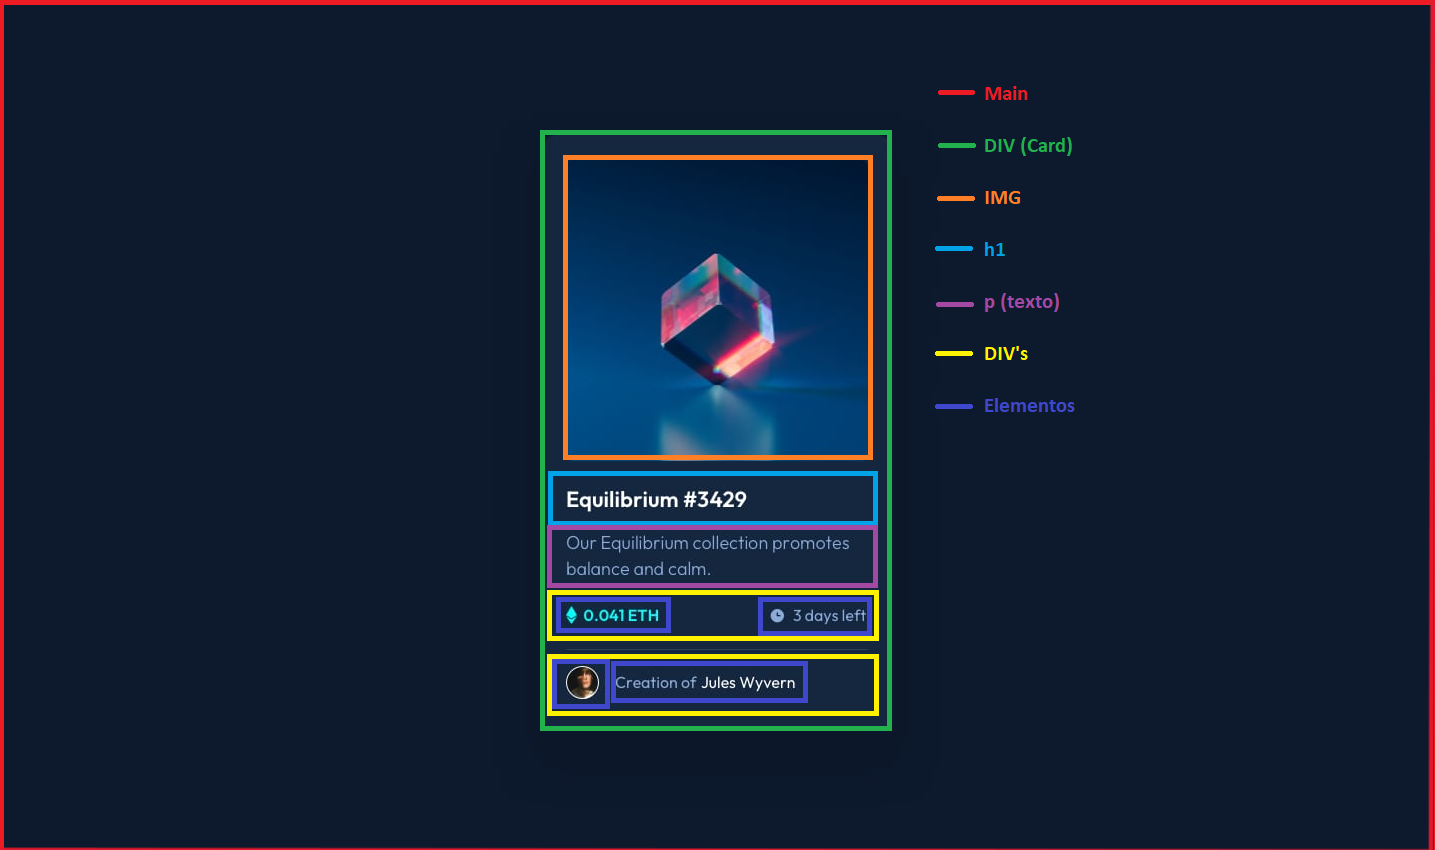 Main
DIV (Card)
IMG
h1
p (texto)
DIV's
Elementos
Equilibrium #3429
Our Equilibrium collection promotes
balance and calm.
0.041 ETH
3 days left
Creation of Jules Wyvern